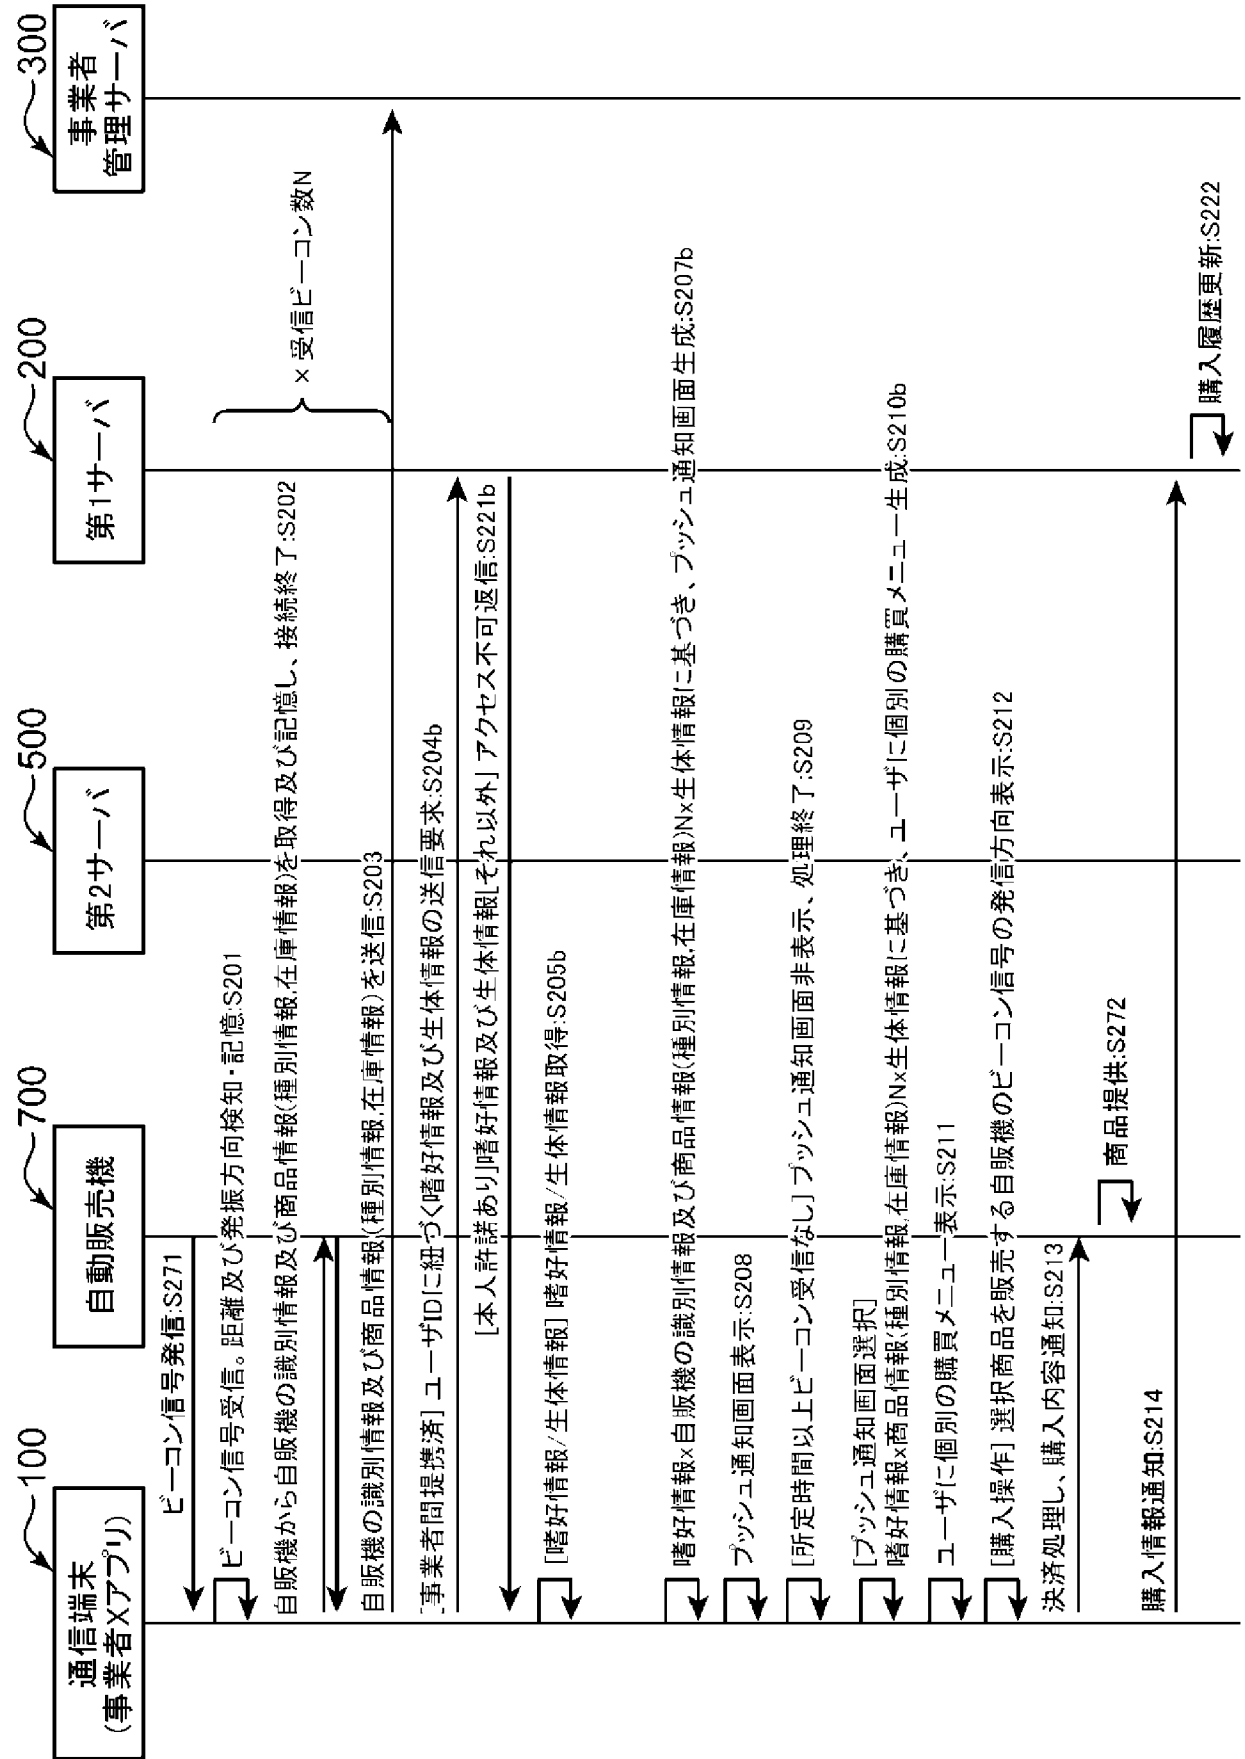 100
通信端末
(事業者Xアプリ)
700
自動販売機
500
第2サーバ
200
第1サーバ
300
事業者
管理サーバ
ビーコン信号発信:S271
ビーコン信号受信。距離及び発振方向検知・記憶:S201
自販機から自販機の識別情報及び商品情報(種別情報,在庫情報)を取得及び記憶し、接続終了:S202
×受信ビーコン数N
自販機の識別情報及び商品情報(種別情報,在庫情報)を送信:S203
[事業者間提携済] ユーザIDに紐づく嗜好情報及び生体情報の送信要求:S204b
[本人許諾あり]嗜好情報及び生体情報[それ以外] アクセス不可返信:S221b
[嗜好情報/生体情報] 嗜好情報/生体情報取得:S205b
嗜好情報x自販機の識別情報及び商品情報(種別情報,在庫情報)Nx生体情報に基づき、プッシュ通知画面生成:S207b
プッシュ通知画面表示:S208
[所定時間以上ビーコン受信なし] プッシュ通知画面非表示、処理終了:S209
[プッシュ通知画面選択]
嗜好情報x商品情報(種別情報,在庫情報)Nx生体情報に基づき、ユーザに個別の購買メニュー生成:S210b
ユーザに個別の購買メニュー表示:S211
[購入操作] 選択商品を販売する自販機のビーコン信号の発信方向表示:S212
決済処理し、購入内容通知:S213
商品提供:S272
購入情報通知:S214
購入履歴更新:S222